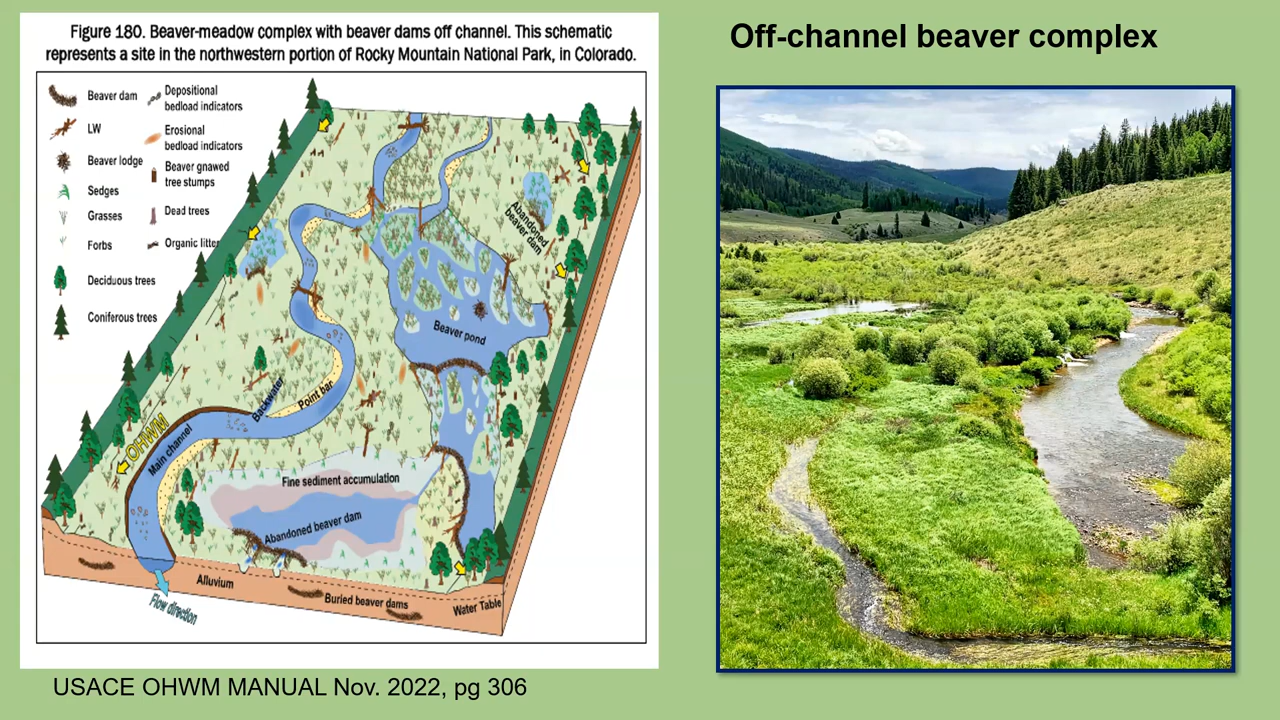 Figure 180. Beaver-meadow complex with beaver dams off channel. This schematic
represents a site in the northwestern portion of Rocky Mountain National Park, in Colorado.
Off-channel beaver complex
Beaver dam
LW
Beaver lodge
Sedges
Grasses
Forbs
Deciduous trees
Coniferous trees
Depositional
bedload indicators
Erosional
bedload indicators
Beaver gnawed
tree stumps
Dead trees
Organic litter
Abandoned
beaver dam
Beaver pond
Backwater
Point bar
OHWM
Main channel
Fine sediment accumulation
Abandoned beaver dam
Alluvium
Buried beaver dams
Water Table
Flow direction
USACE OHWM MANUAL Nov. 2022, pg 306